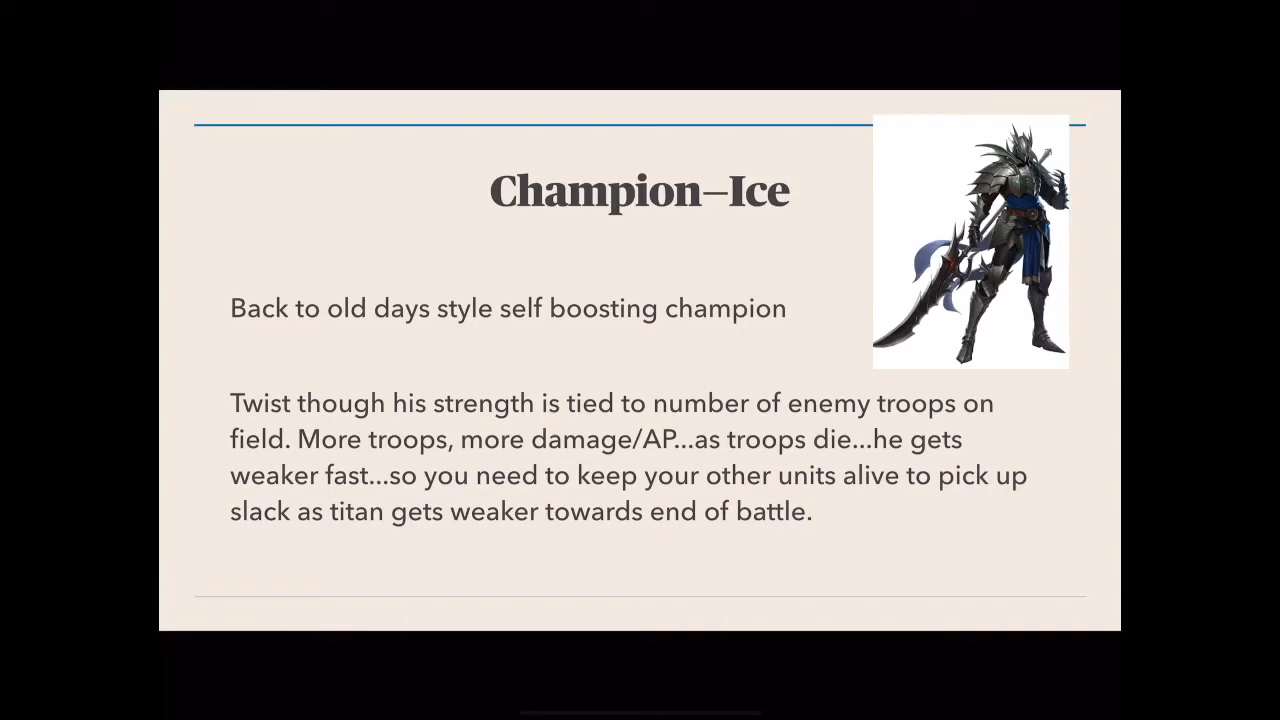 Champion–Ice
Back to old days style self boosting champion
Twist though his strength is tied to number of enemy troops on
field. More troops, more damage/AP...as troops die...he gets
weaker fast...so you need to keep your other units alive to pick up
slack as titan gets weaker towards end of battle.